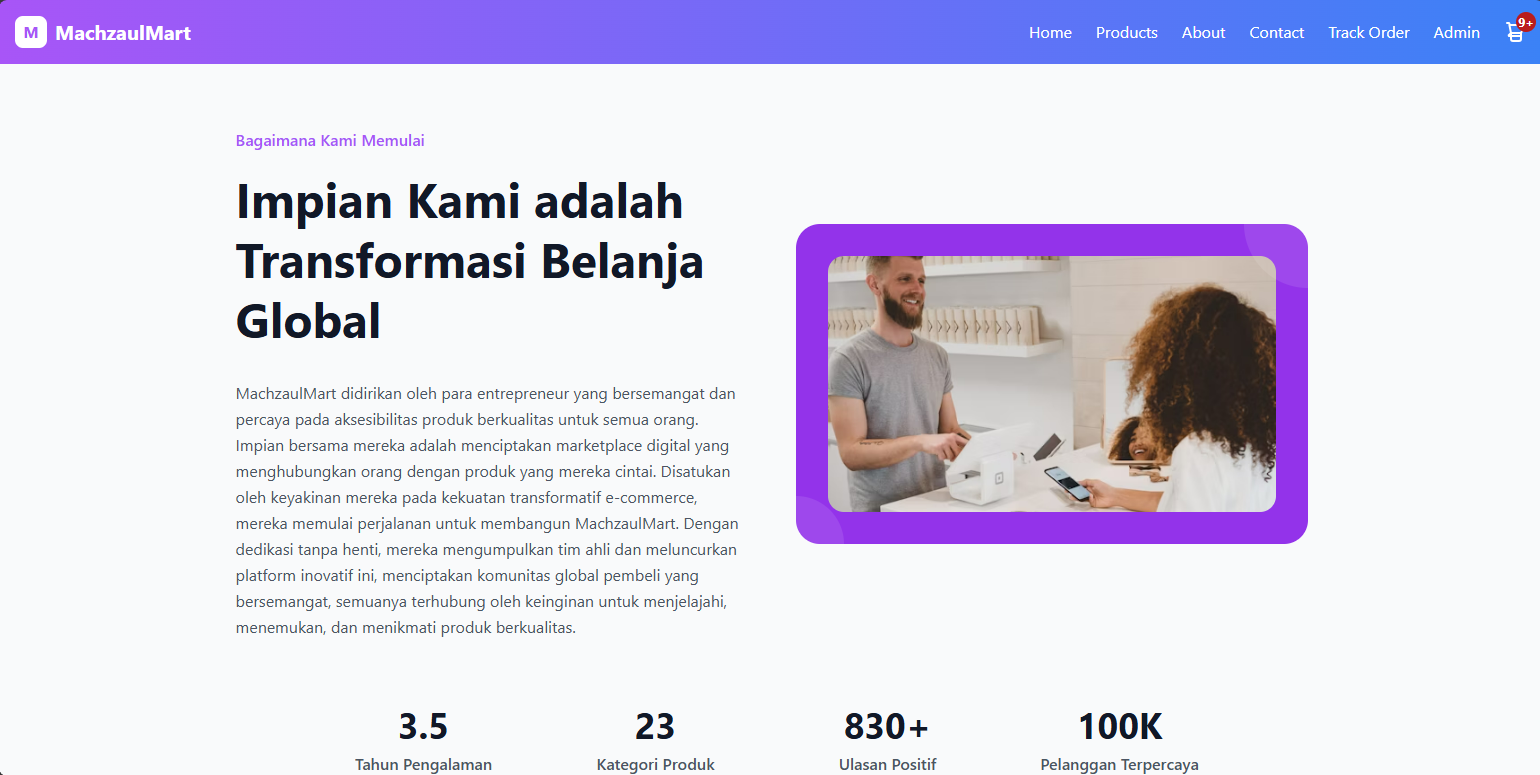 M MachzaulMart
Home Products About Contact Track Order Admin 9+
Bagaimana Kami Memulai
Impian Kami adalah
Transformasi Belanja
Global
MachzaulMart didirikan oleh para entrepreneur yang bersemangat dan
percaya pada aksesibilitas produk berkualitas untuk semua orang.
Impian bersama mereka adalah menciptakan marketplace digital yang
menghubungkan orang dengan produk yang mereka cintai. Disatukan
oleh keyakinan mereka pada kekuatan transformatif e-commerce,
mereka memulai perjalanan untuk membangun MachzaulMart. Dengan
dedikasi tanpa henti, mereka mengumpulkan tim ahli dan meluncurkan
platform inovatif ini, menciptakan komunitas global pembeli yang
bersemangat, semuanya terhubung oleh keinginan untuk menjelajahi,
menemukan, dan menikmati produk berkualitas.
3.5
Tahun Pengalaman
23
Kategori Produk
830+
Ulasan Positif
100K
Pelanggan Terpercaya